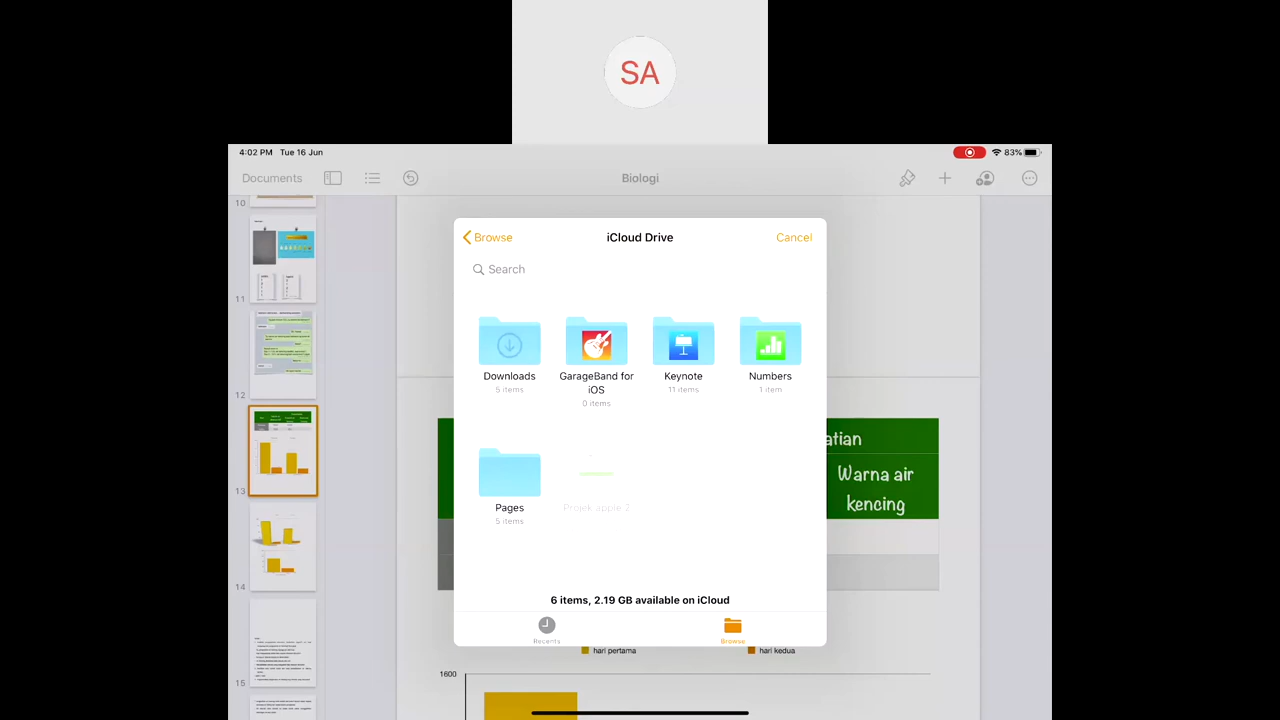 SA
4:02 PM Tue 16 Jun
83%
Documents
Biologi
Browse
iCloud Drive
Cancel
Search
Downloads
5 items
GarageBand for
iOS
0 items
Keynote
11 items
Numbers
1 item
Pages
5 items
Projek apple 2
6 items, 2.19 GB available on iCloud
Recents
Browse
10
11
12
13
14
15
atian
Warna air
kencing
hari pertama
hari kedua
1600